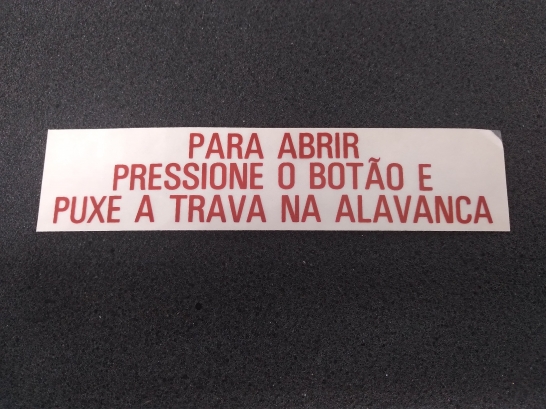 PARA ABRIR
PRESSIONE O BOTÃO E
PUXE A TRAVA NA ALAVANCA